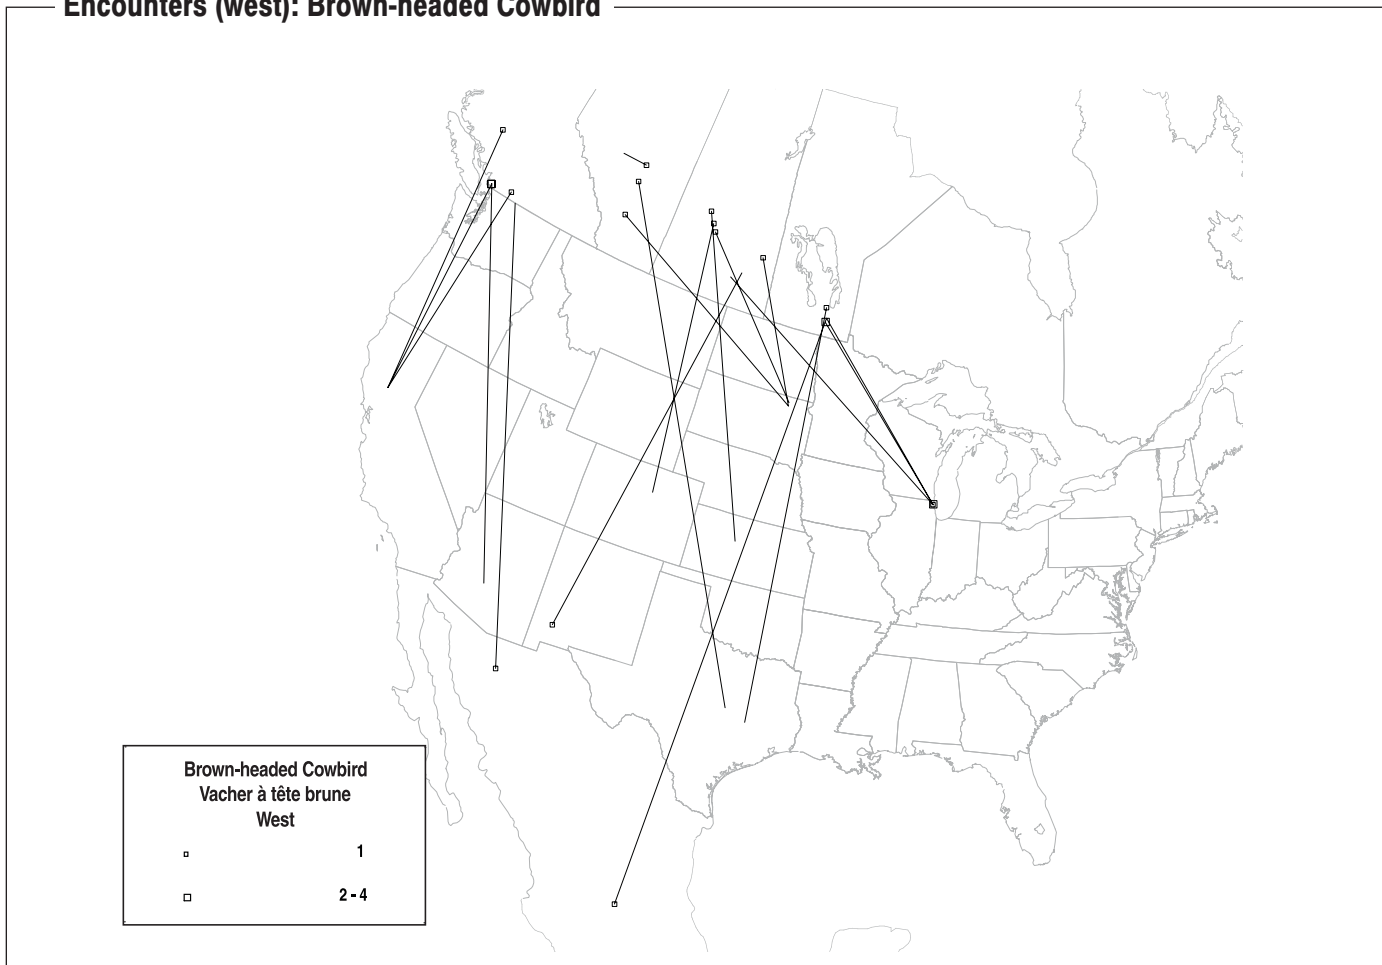 Encounters (west): Brown-headed Cowbird
Brown-headed Cowbird
Vacher à tête brune
West
1
2 - 4